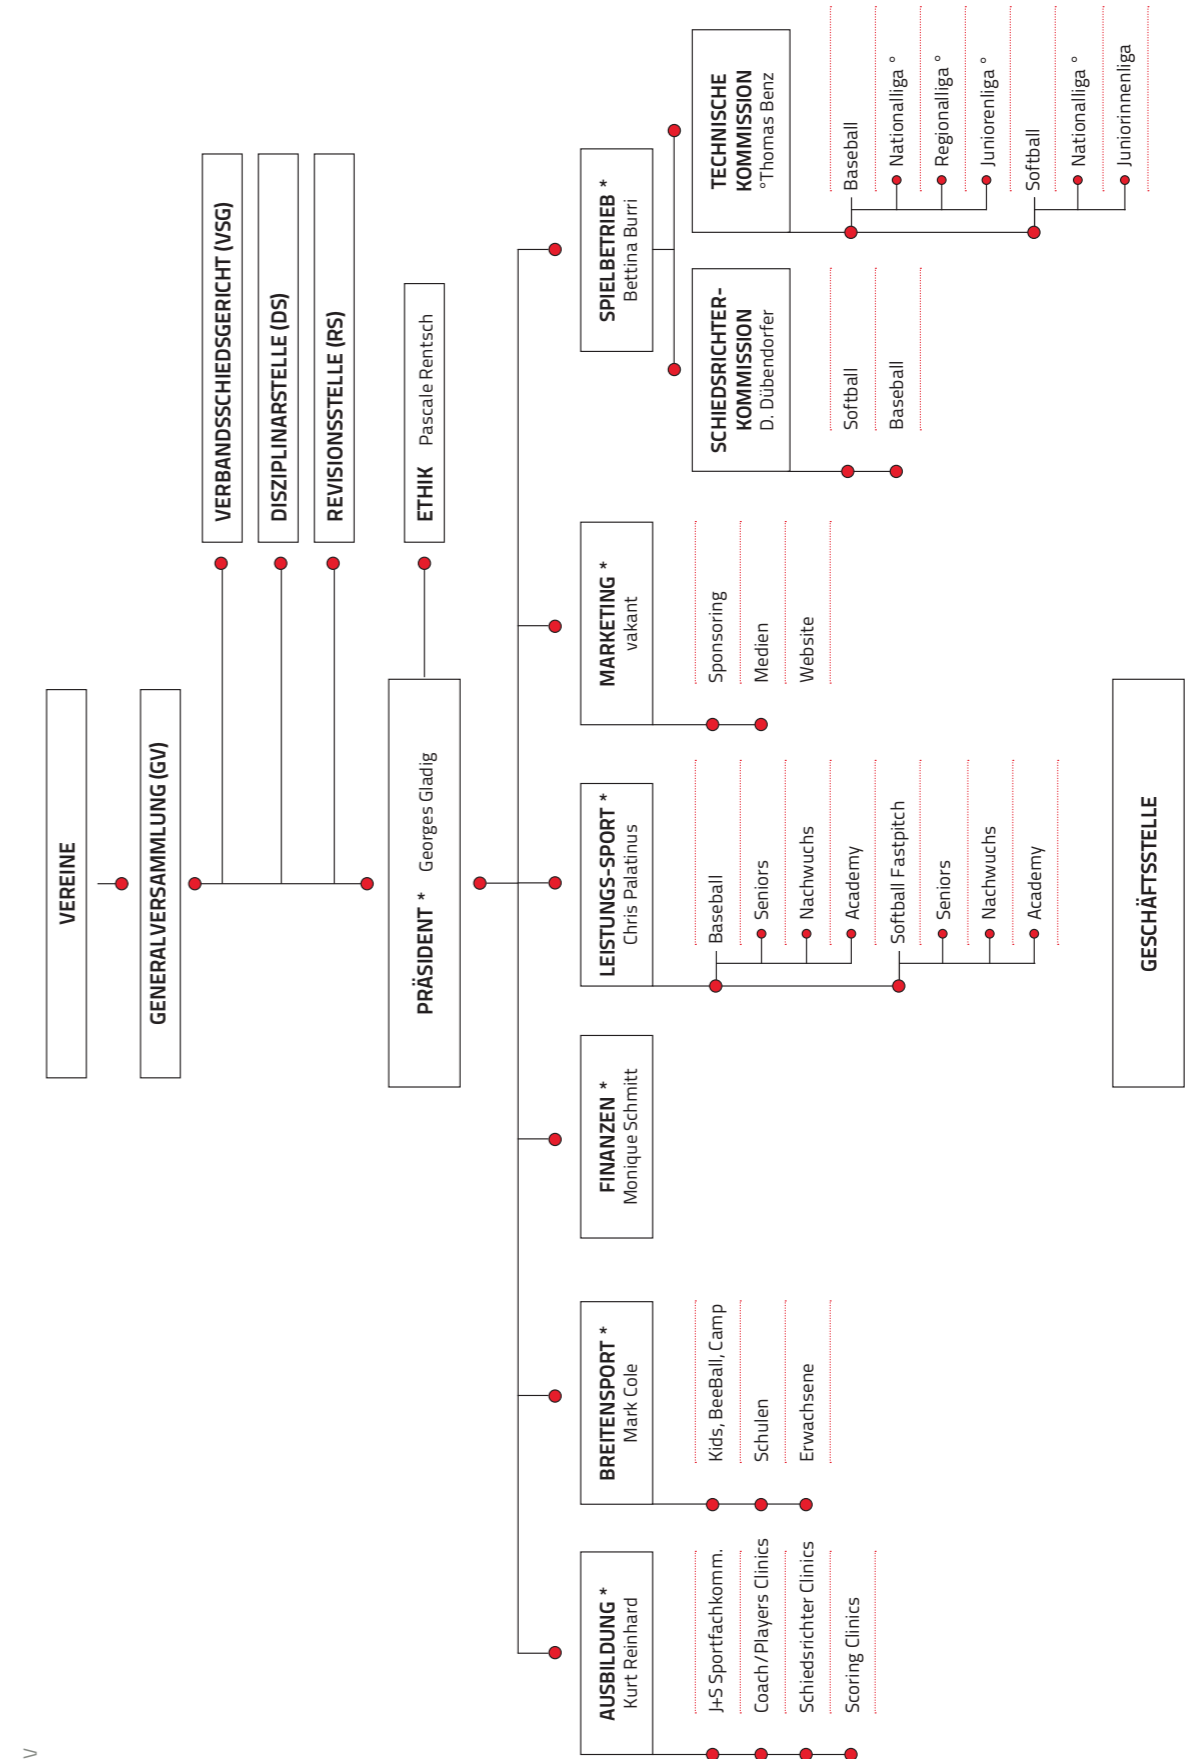 VEREINE
GENERALVERSAMMLUNG (GV)
VERBANDSSCHIEDSGERICHT (VSG)
DISZIPLINARSTELLE (DS)
REVISIONSSTELLE (RS)
PRÄSIDENT * Georges Gladig
ETHIK Pascale Rentsch
AUSBILDUNG *
Kurt Reinhard
J+S Sportfachkomm.
Coach / Players Clinics
Schiedsrichter Clinics
Scoring Clinics
BREITENSPORT *
Mark Cole
Kids, BeeBall, Camp
Schulen
Erwachsene
FINANZEN *
Monique Schmitt
LEISTUNGS-SPORT *
Chris Palatinus
Baseball
Seniors
Nachwuchs
Academy
Softball Fastpitch
Seniors
Nachwuchs
Academy
MARKETING *
vakant
Sponsoring
Medien
Website
SPIELBETRIEB *
Bettina Burri
SCHIEDSRICHTER-
KOMMISSION
D. Dübendorfer
Softball
Baseball
TECHNISCHE
KOMMISSION
°Thomas Benz
Baseball
Nationalliga °
Regionalliga °
Juniorenliga °
Softball
Nationalliga °
Juniorinnenliga
GESCHÄFTSSTELLE